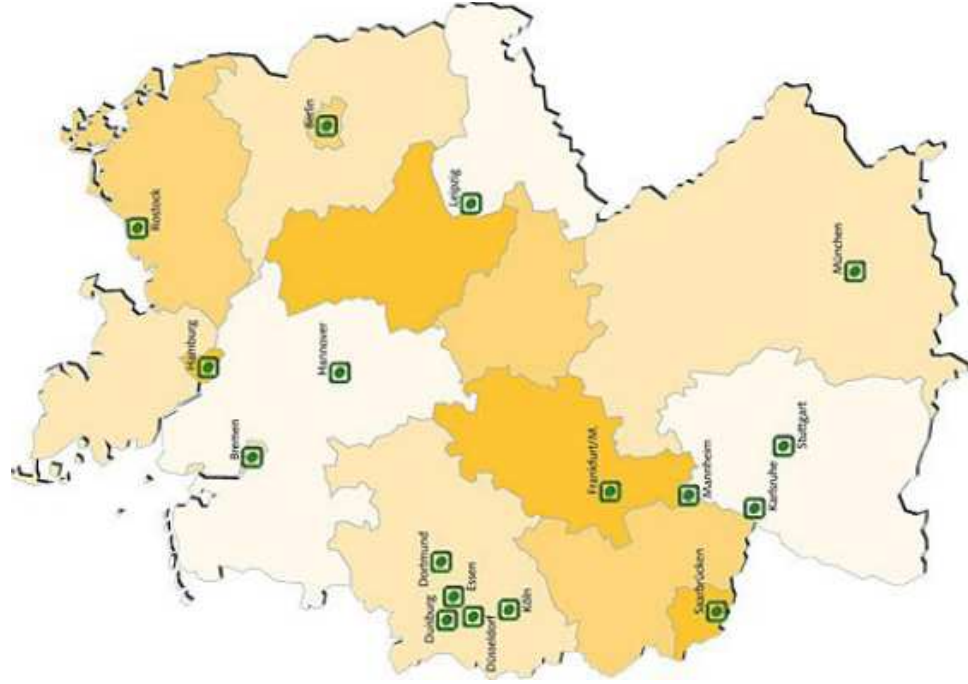 Rostock
Berlin
Hamburg
Bremen
Hannover
Leipzig
Dortmund
Duisburg
Essen
Düsseldorf
Köln
Frankfurt/M.
Mannheim
Saarbrücken
Karlsruhe
Stuttgart
München